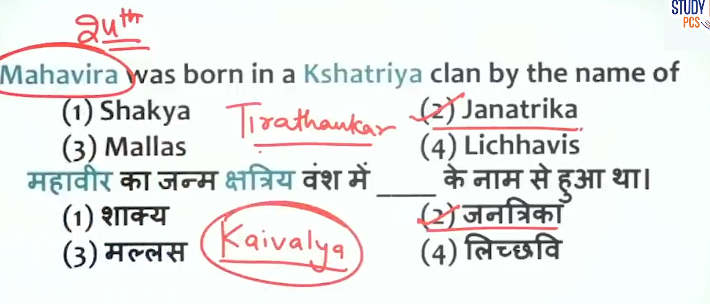 STUDY
PCS
24th
Mahavira was born in a Kshatriya clan by the name of
(1) Shakya
(2) Janatrika
Tirathankar
(3) Mallas
(4) Lichhavis
महावीर का जन्म क्षत्रिय वंश में ____ के नाम से हुआ था।
(1) शाक्य
(2) जनत्रिका
Kaivalya
(3) मल्लस
(4) लिच्छवि